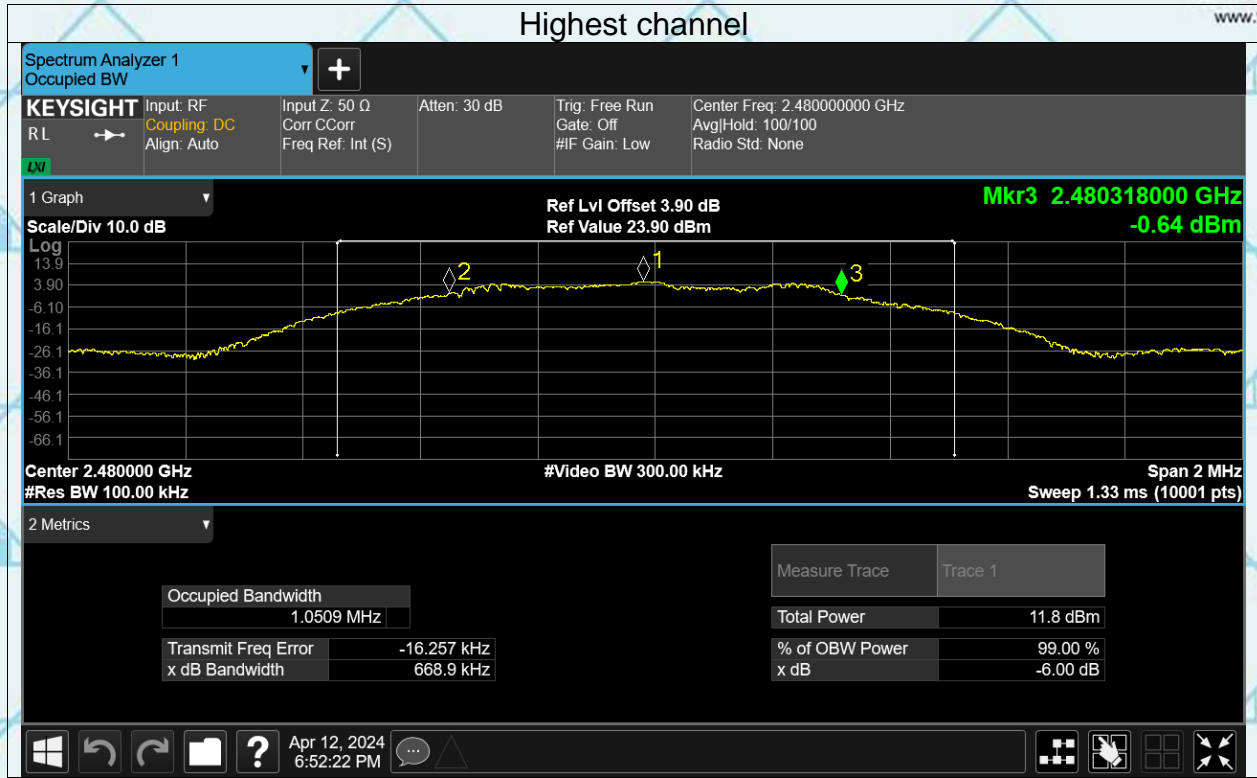 Highest channel
www.
Spectrum Analyzer 1
Occupied BW
KEYSIGHT
R L
LXI
Input: RF
Coupling: DC
Align: Auto
Input Z: 50 Ω
Corr CCorr
Freq Ref: Int (S)
Atten: 30 dB
Trig: Free Run
Gate: Off
#IF Gain: Low
Center Freq: 2.480000000 GHz
Avg|Hold: 100/100
Radio Std: None
1 Graph
Scale/Div 10.0 dB
Ref Lvl Offset 3.90 dB
Ref Value 23.90 dBm
Mkr3 2.480318000 GHz
-0.64 dBm
Log
13.9
3.90
-6.10
-16.1
-26.1
-36.1
-46.1
-56.1
-66.1
2
1
3
Center 2.480000 GHz
#Res BW 100.00 kHz
#Video BW 300.00 kHz
Span 2 MHz
Sweep 1.33 ms (10001 pts)
2 Metrics
Measure Trace Trace 1
Occupied Bandwidth
1.0509 MHz
Total Power 11.8 dBm
Transmit Freq Error -16.257 kHz
% of OBW Power 99.00 %
x dB Bandwidth 668.9 kHz
x dB -6.00 dB
?
Apr 12, 2024
6:52:22 PM